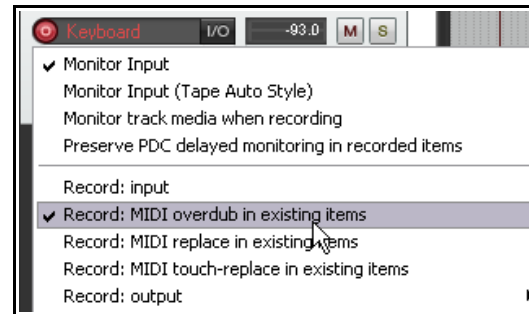 Keyboard I/O -93.0 M S
Monitor Input
Monitor Input (Tape Auto Style)
Monitor track media when recording
Preserve PDC delayed monitoring in recorded items
Record: input
Record: MIDI overdub in existing items
Record: MIDI replace in existing items
Record: MIDI touch-replace in existing items
Record: output